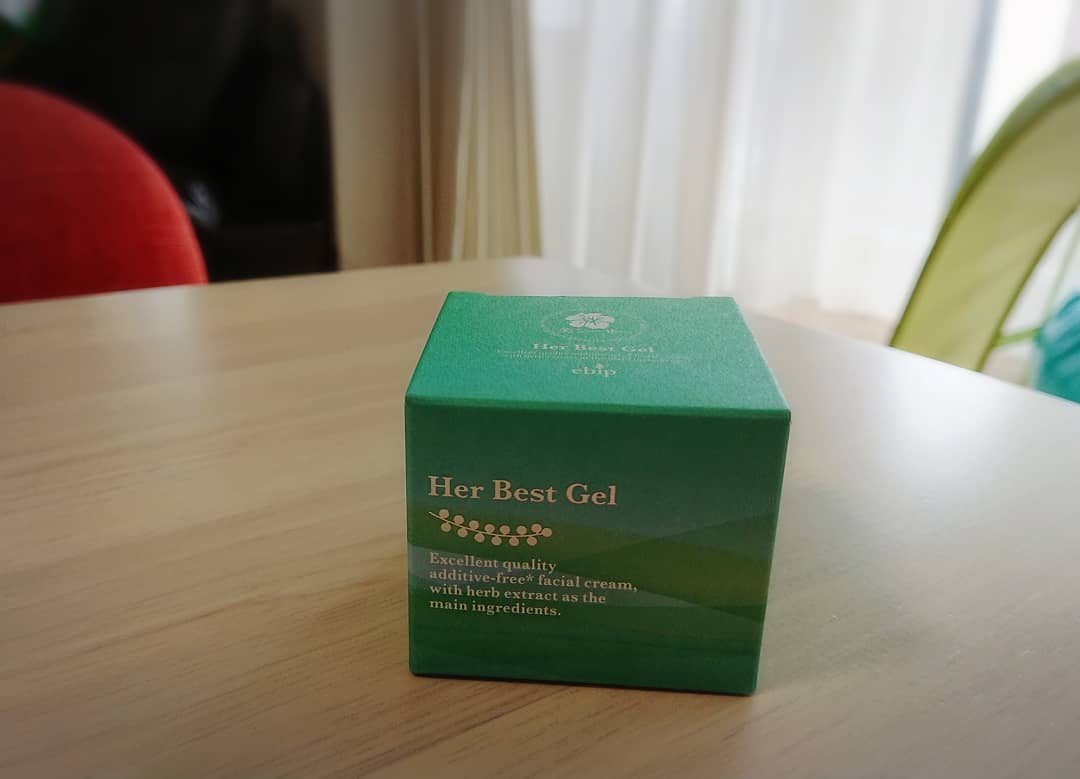 Her Best Gel
ebip
Her Best Gel
Excellent quality
additive-free* facial cream,
with herb extract as the
main ingredients.